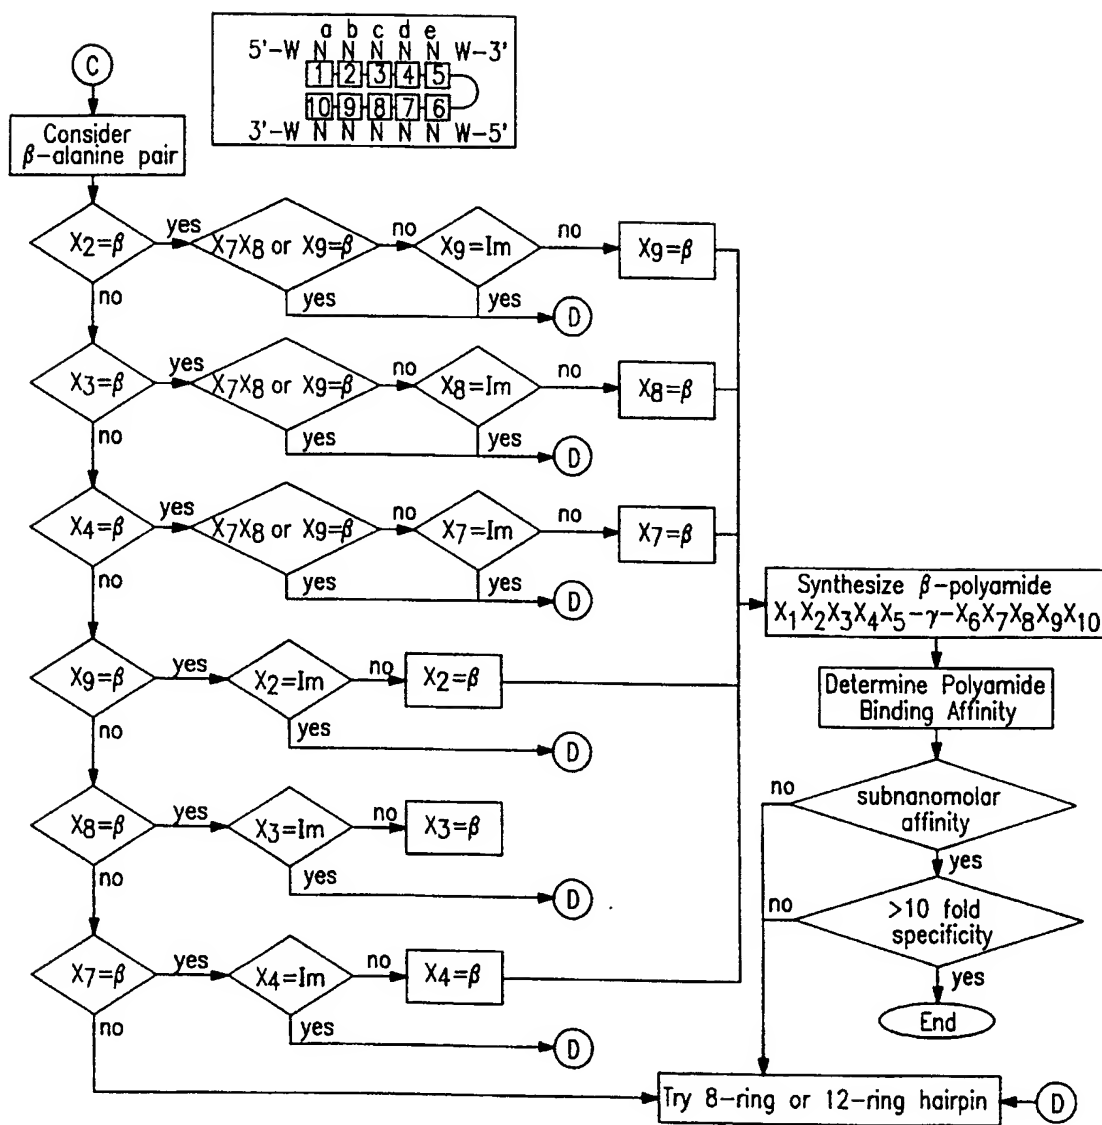 a b c d e
5'-W N N N N N W-3'
1 2 3 4 5
10 9 8 7 6
3'-W N N N N N W-5'
C
Consider
β-alanine pair
X2=β
yes
X7X8 or X9=β
no
X9=Im
no
X9=β
no
yes
yes
D
X3=β
yes
X7X8 or X9=β
no
X8=Im
no
X8=β
no
yes
yes
D
X4=β
yes
X7X8 or X9=β
no
X7=Im
no
X7=β
no
yes
yes
D
X9=β
yes
X2=Im
no
X2=β
no
yes
D
X8=β
yes
X3=Im
no
X3=β
no
yes
D
X7=β
yes
X4=Im
no
X4=β
no
yes
D
Synthesize β-polyamide
X1X2X3X4X5-γ-X6X7X8X9X10
Determine Polyamide
Binding Affinity
no
subnanomolar
affinity
yes
no
>10 fold
specificity
yes
End
Try 8-ring or 12-ring hairpin
D